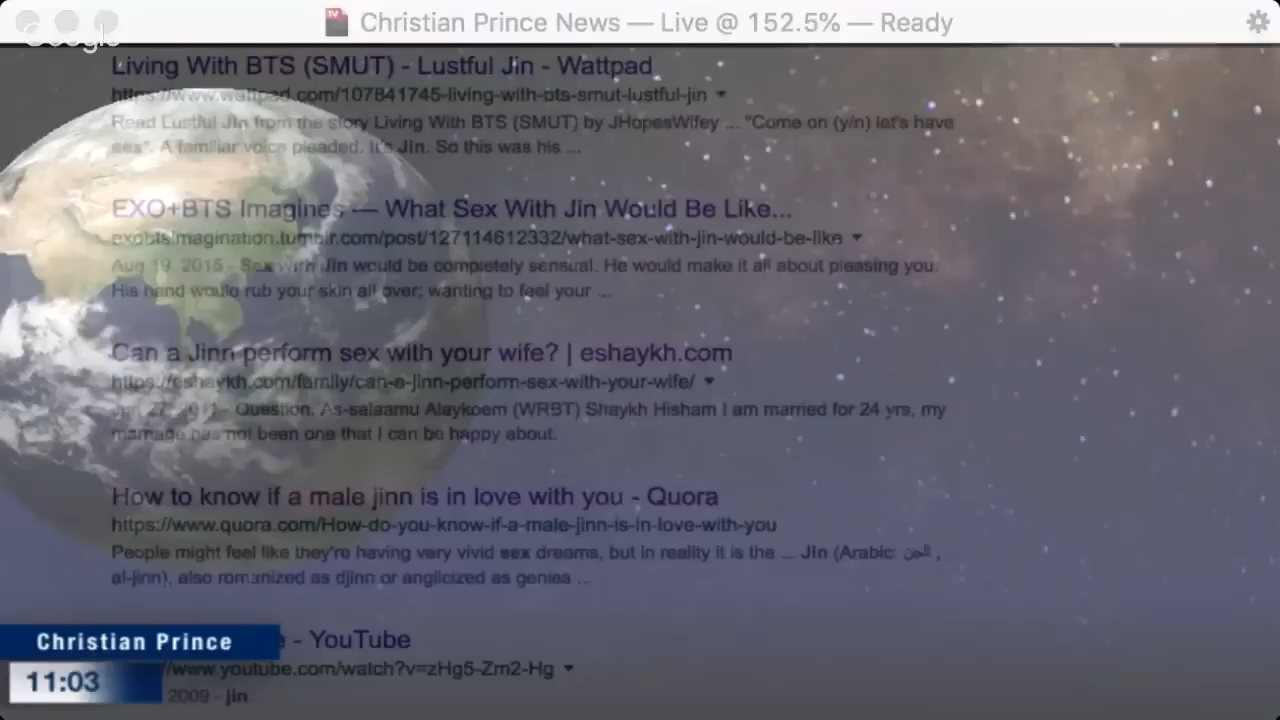 Christian Prince News — Live @ 152.5% — Ready
Google
Living With BTS (SMUT) - Lustful Jin - Wattpad
https://www.wattpad.com/107841745-living-with-bts-smut-lustful-jin
Read Lustful Jin from the story Living With BTS (SMUT) by JHopesWifey ... "Come on (y/n) let's have
sex". A familiar voice pleaded. It's Jin. So this was his ...
EXO+BTS Imagines — What Sex With Jin Would Be Like...
exobtsimagination.tumblr.com/post/127114612332/what-sex-with-jin-would-be-like
Aug 19, 2015 - Sex with Jin would be completely sensual. He would make it all about pleasing you.
His hand would rub your skin all over; wanting to feel your ...
Can a Jinn perform sex with your wife? | eshaykh.com
https://eshaykh.com/family/can-a-jinn-perform-sex-with-your-wife/
Question. As-salaamu Alaykoem (WRBT) Shaykh Hisham I am married for 24 yrs, my
marriage has not been one that I can be happy about.
How to know if a male jinn is in love with you - Quora
https://www.quora.com/How-do-you-know-if-a-male-jinn-is-in-love-with-you
People might feel like they're having very vivid sex dreams, but in reality it is the ... Jin (Arabic: الجن ,
al-jinn), also romanized as djinn or anglicized as genies ...
Christian Prince
e - YouTube
//www.youtube.com/watch?v=zHg5-Zm2-Hg
11:03
2009 - jin.